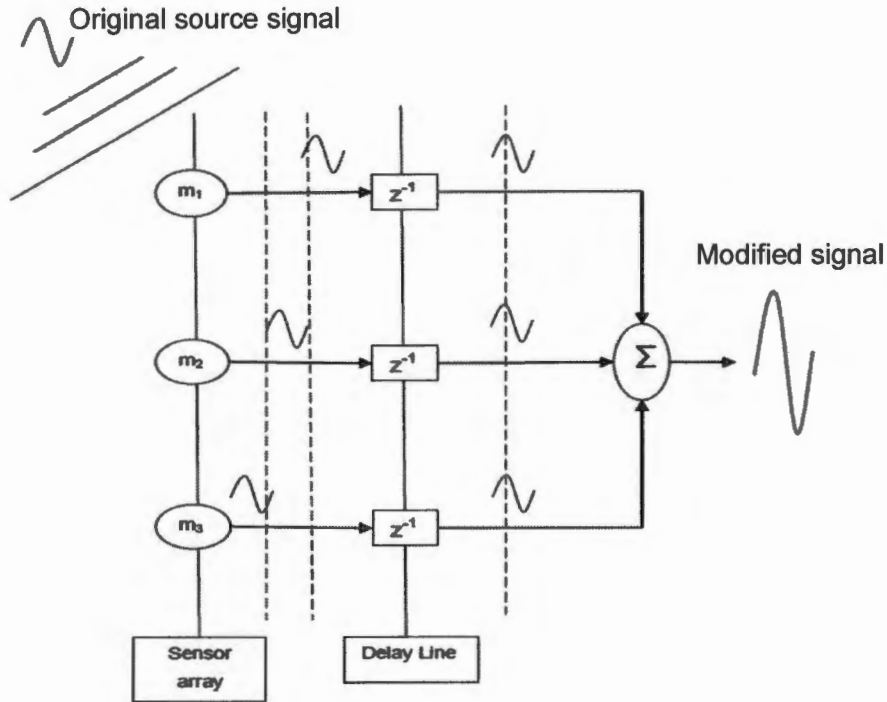 Original source signal
m₁
z⁻¹
Modified signal
m₂
z⁻¹
Σ
m₃
z⁻¹
Sensor
array
Delay Line